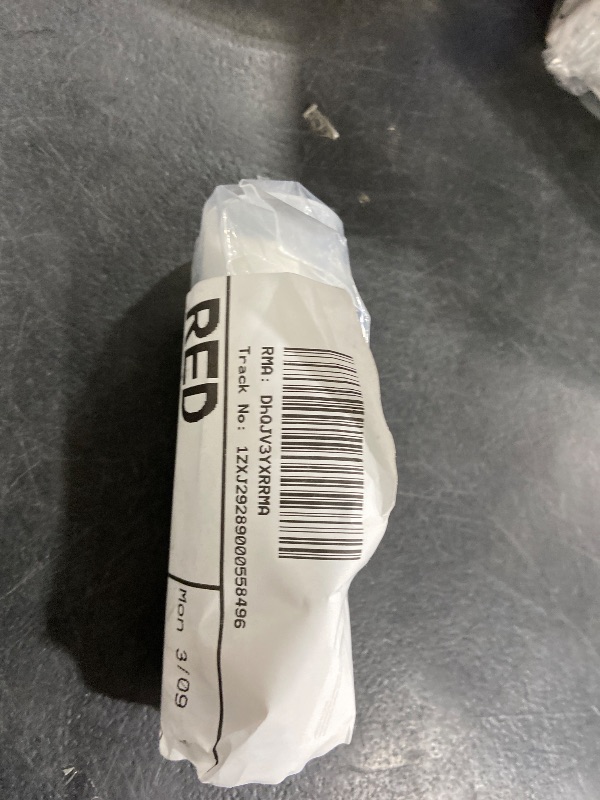 RMA: DhQJV3YXRRMA
Track No: 1ZXJ29289000558496
RED
Mon 3/09